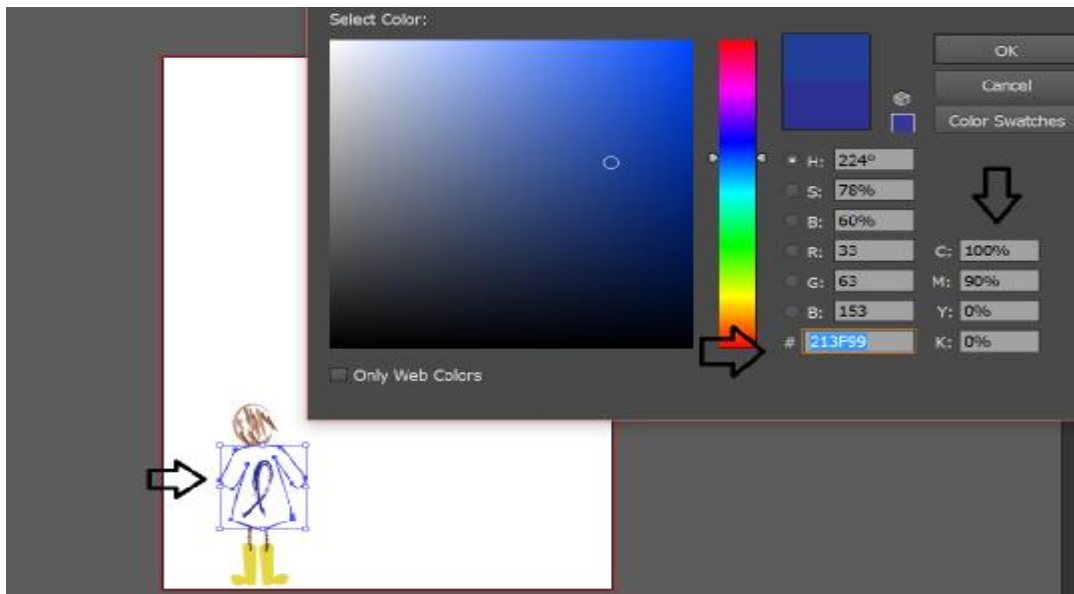 Select Color:
OK
Cancel
Color Swatches
H: 224°
S: 78%
B: 60%
R: 33 C: 100%
G: 63 M: 90%
B: 153 Y: 0%
# 213F99 K: 0%
Only Web Colors